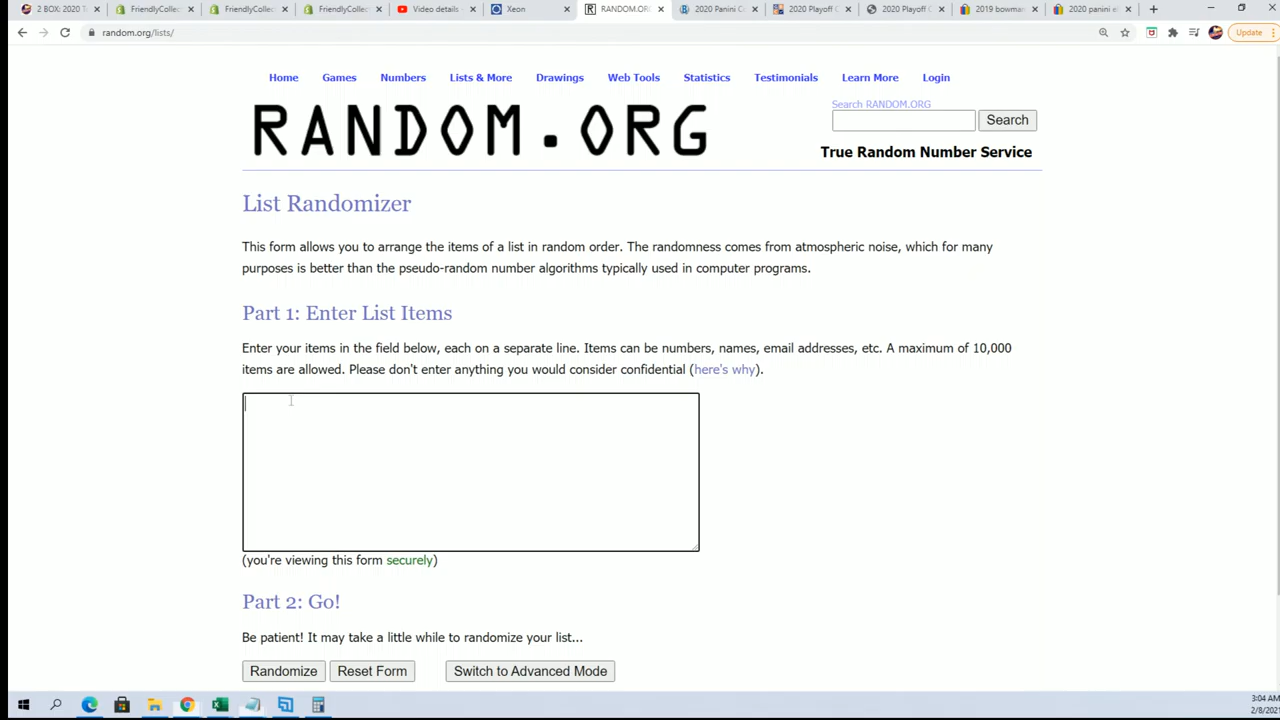 2 BOX: 2020 T
FriendlyCollec
FriendlyCollec
FriendlyCollec
Video details -
Xeon
RANDOM.ORG
2020 Panini Co
2020 Playoff C
2020 Playoff C
2019 bowman
2020 panini e
random.org/lists/
Update
Home Games Numbers Lists & More Drawings Web Tools Statistics Testimonials Learn More Login
RANDOM.ORG
Search RANDOM.ORG
Search
True Random Number Service
List Randomizer
This form allows you to arrange the items of a list in random order. The randomness comes from atmospheric noise, which for many
purposes is better than the pseudo-random number algorithms typically used in computer programs.
Part 1: Enter List Items
Enter your items in the field below, each on a separate line. Items can be numbers, names, email addresses, etc. A maximum of 10,000
items are allowed. Please don't enter anything you would consider confidential (here's why).
(you're viewing this form securely)
Part 2: Go!
Be patient! It may take a little while to randomize your list...
Randomize Reset Form Switch to Advanced Mode
3:04 AM
2/8/202